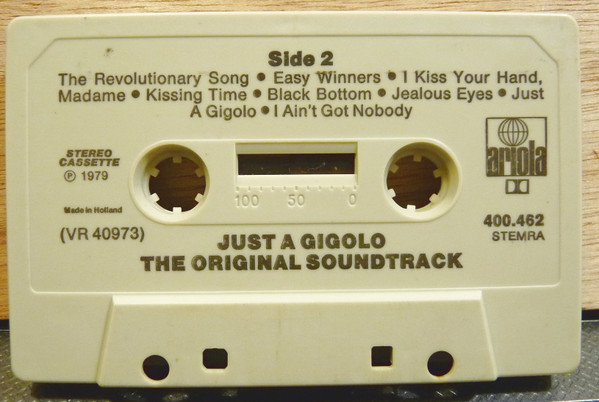 Side 2
The Revolutionary Song • Easy Winners • I Kiss Your Hand,
Madame • Kissing Time • Black Bottom • Jealous Eyes • Just
A Gigolo • I Ain't Got Nobody
STEREO
CASSETTE
℗ 1979
Made in Holland
(VR 40973)
100 50 0
ariola
400.462
STEMRA
JUST A GIGOLO
THE ORIGINAL SOUNDTRACK